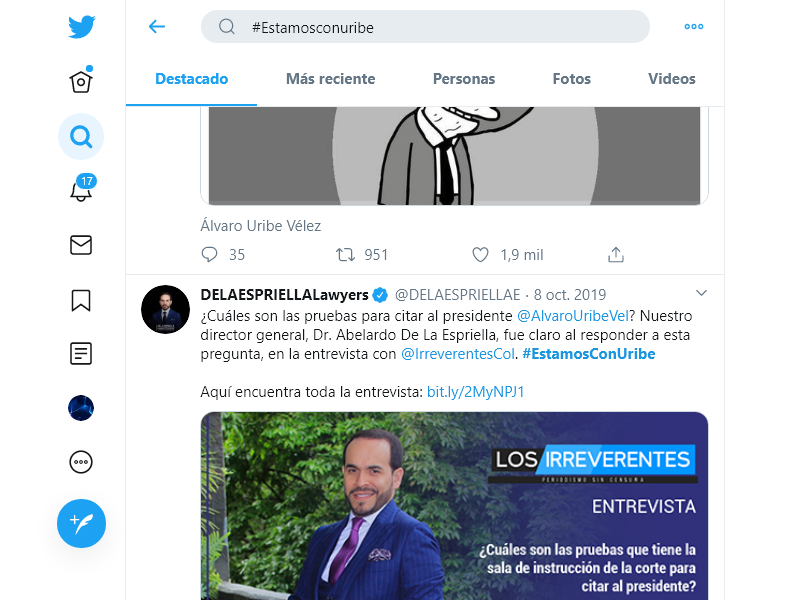 #Estamosconuribe
Destacado Más reciente Personas Fotos Videos
17
Álvaro Uribe Vélez
35 951 1,9 mil
DELAESPRIELLALawyers @DELAESPRIELLAE · 8 oct. 2019
¿Cuáles son las pruebas para citar al presidente @AlvaroUribeVel? Nuestro
director general, Dr. Abelardo De La Espriella, fue claro al responder a esta
pregunta, en la entrevista con @IrreverentesCol. #EstamosConUribe
Aquí encuentra toda la entrevista: bit.ly/2MyNPJ1
LOS IRREVERENTES
PERIODISMO SIN CENSURA
ENTREVISTA
¿Cuáles son las pruebas que tiene la
sala de instrucción de la corte para
citar al presidente?